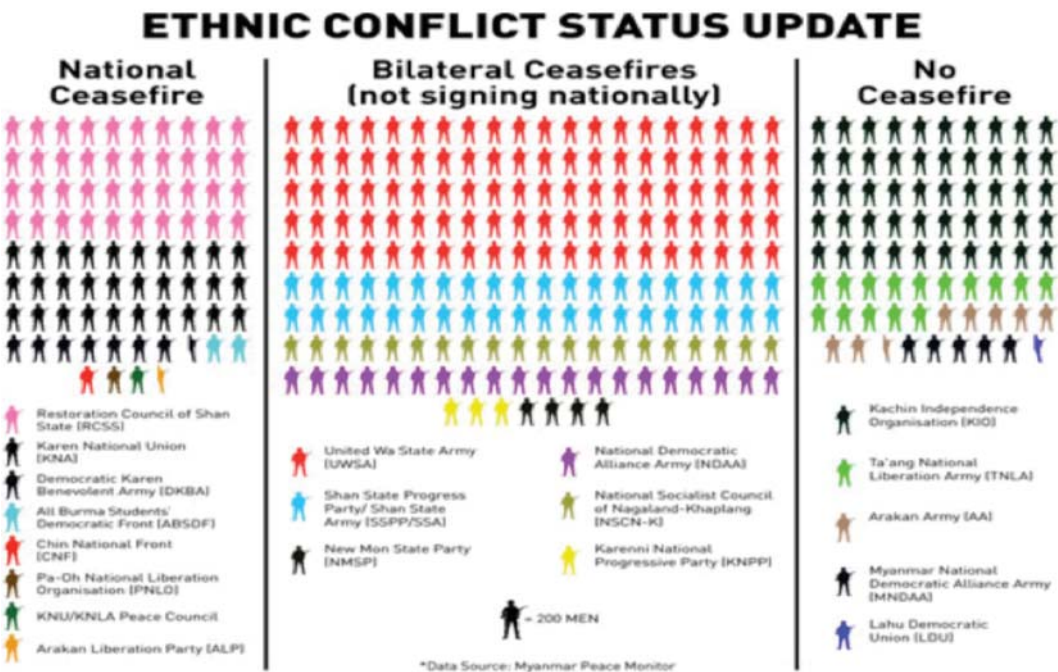 ETHNIC CONFLICT STATUS UPDATE
National
Ceasefire
Restoration Council of Shan
State [RCSS]
Karen National Union
[KNA]
Democratic Karen
Benevolent Army [DKBA]
All Burma Students'
Democratic Front [ABSDF]
Chin National Front
[CNF]
Pa-Oh National Liberation
Organisation [PNLO]
KNU/KNLA Peace Council
Arakan Liberation Party [ALP]
Bilateral Ceasefires
(not signing nationally)
United Wa State Army
[UWSA]
Shan State Progress
Party/ Shan State
Army [SSPP/SSA]
New Mon State Party
[NMSP]
National Democratic
Alliance Army [NDAA]
National Socialist Council
of Nagaland-Khaplang
[NSCN-K]
Karenni National
Progressive Party [KNPP]
= 200 MEN
*Data Source: Myanmar Peace Monitor
No
Ceasefire
Kachin Independence
Organisation [KIO]
Ta'ang National
Liberation Army [TNLA]
Arakan Army [AA]
Myanmar National
Democratic Alliance Army
[MNDAA]
Lahu Democratic
Union [LDU]